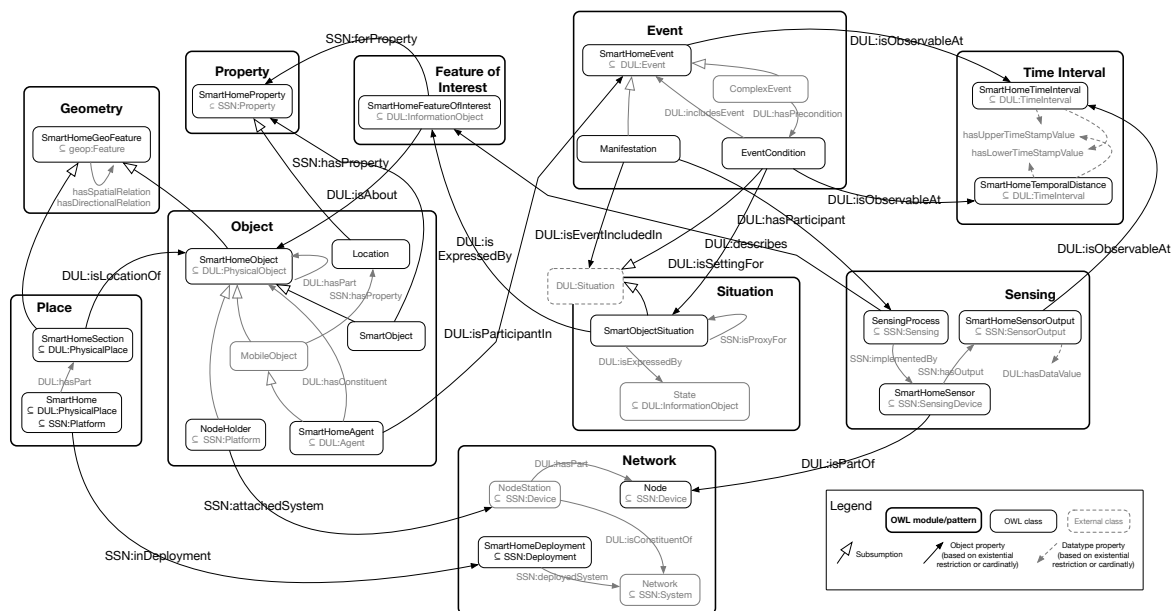 SSN:forProperty
Property
SmartHomeProperty
⊆ SSN:Property
Feature of
Interest
SmartHomeFeatureOfInterest
⊆ DUL:InformationObject
Geometry
SmartHomeGeoFeature
⊆ geop:Feature
hasSpatialRelation
hasDirectionalRelation
SSN:hasProperty
DUL:isAbout
Event
SmartHomeEvent
⊆ DUL:Event
ComplexEvent
DUL:includesEvent
DUL:hasPrecondition
Manifestation
EventCondition
DUL:isObservableAt
Time Interval
SmartHomeTimeInterval
⊆ DUL:TimeInterval
hasUpperTimeStampValue
hasLowerTimeStampValue
SmartHomeTemporalDistance
⊆ DUL:TimeInterval
DUL:isObservableAt
DUL:isObservableAt
Object
SmartHomeObject
⊆ DUL:PhysicalObject
Location
DUL:hasPart
SSN:hasProperty
SmartObject
MobileObject
DUL:hasConstituent
NodeHolder
⊆ SSN:Platform
SmartHomeAgent
⊆ DUL:Agent
DUL:isLocationOf
Place
SmartHomeSection
⊆ DUL:PhysicalPlace
DUL:hasPart
SmartHome
⊆ DUL:PhysicalPlace
⊆ SSN:Platform
DUL:is
ExpressedBy
DUL:isParticipantIn
DUL:hasParticipant
DUL:isEventIncludedIn
DUL:describes
DUL:isSettingFor
DUL:Situation
Situation
SmartObjectSituation
SSN:isProxyFor
DUL:isExpressedBy
State
⊆ DUL:InformationObject
Sensing
SensingProcess
⊆ SSN:Sensing
SmartHomeSensorOutput
⊆ SSN:SensorOutput
SSN:implementedBy
SSN:hasOutput
DUL:hasDataValue
SmartHomeSensor
⊆ SSN:SensingDevice
DUL:isPartOf
SSN:attachedSystem
SSN:inDeployment
Network
DUL:hasPart
NodeStation
⊆ SSN:Device
Node
⊆ SSN:Device
DUL:isConstituentOf
SmartHomeDeployment
⊆ SSN:Deployment
SSN:deployedSystem
Network
⊆ SSN:System
Legend
OWL module/pattern
OWL class
External class
Subsumption
Object property
(based on existential
restriction or cardinatly)
Datatype property
(based on existential
restriction or cardinatly)